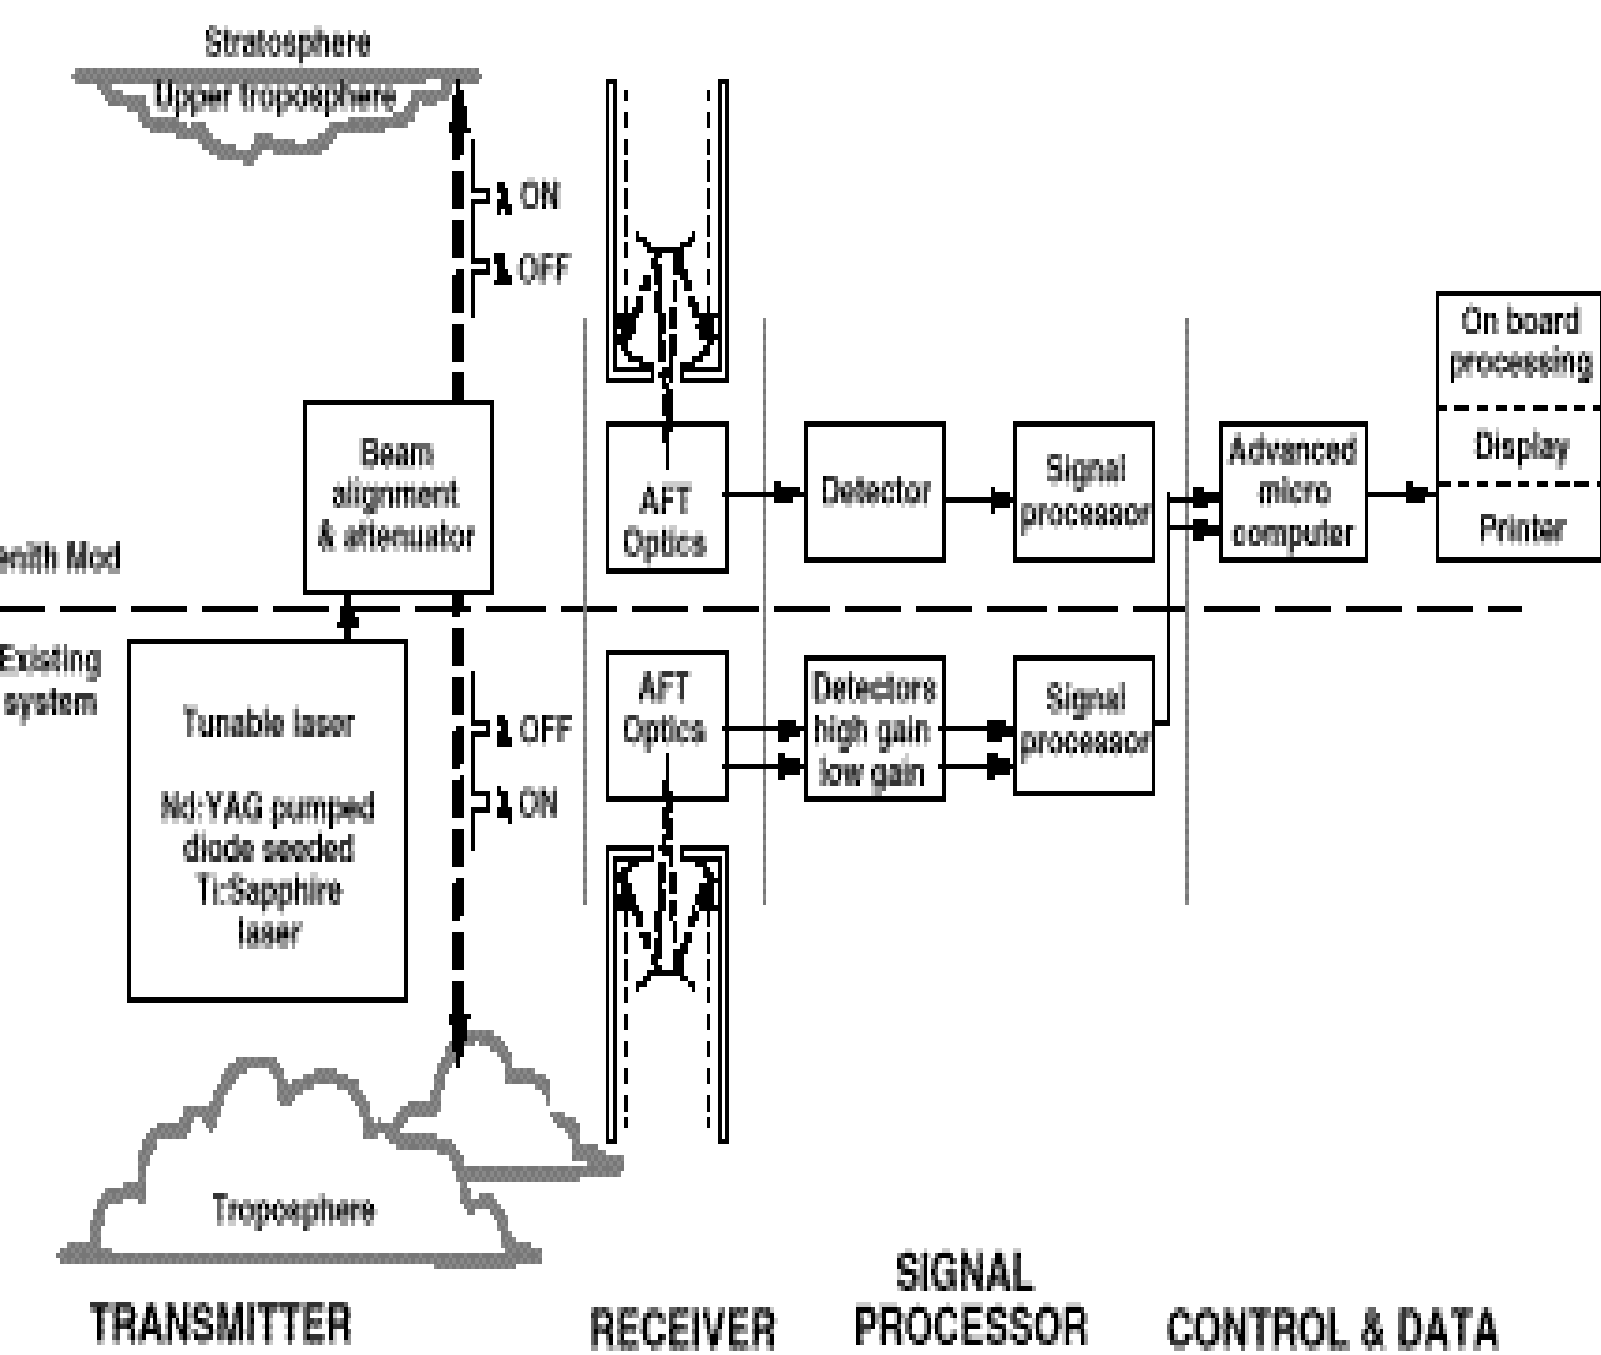 Stratosphere
Upper troposphere
λ ON
λ OFF
Beam
alignment
& attenuator
AFT
Optics
Detector
Signal
processor
Advanced
micro
computer
On board
processing
Display
Printer
enith Mod
Existing
system
Tunable laser
Nd:YAG pumped
diode seeded
Ti:Sapphire
laser
λ OFF
λ ON
AFT
Optics
Detectors
high gain
low gain
Signal
processor
Troposphere
TRANSMITTER
RECEIVER
SIGNAL
PROCESSOR
CONTROL & DATA